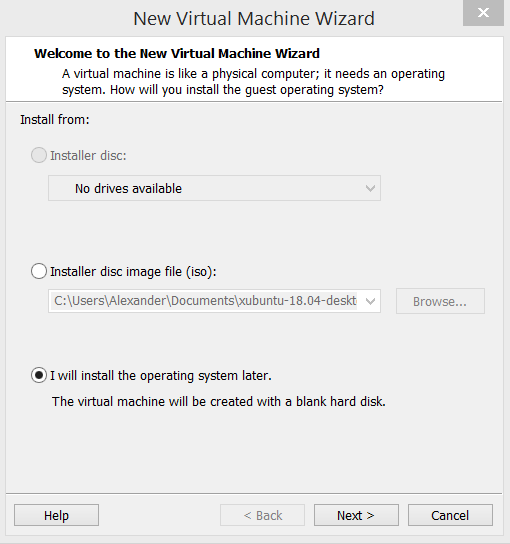 New Virtual Machine Wizard
Welcome to the New Virtual Machine Wizard
A virtual machine is like a physical computer; it needs an operating
system. How will you install the guest operating system?
Install from:
Installer disc:
No drives available
Installer disc image file (iso):
C:\Users\Alexander\Documents\xubuntu-18.04-deskt
Browse...
I will install the operating system later.
The virtual machine will be created with a blank hard disk.
Help
< Back
Next >
Cancel